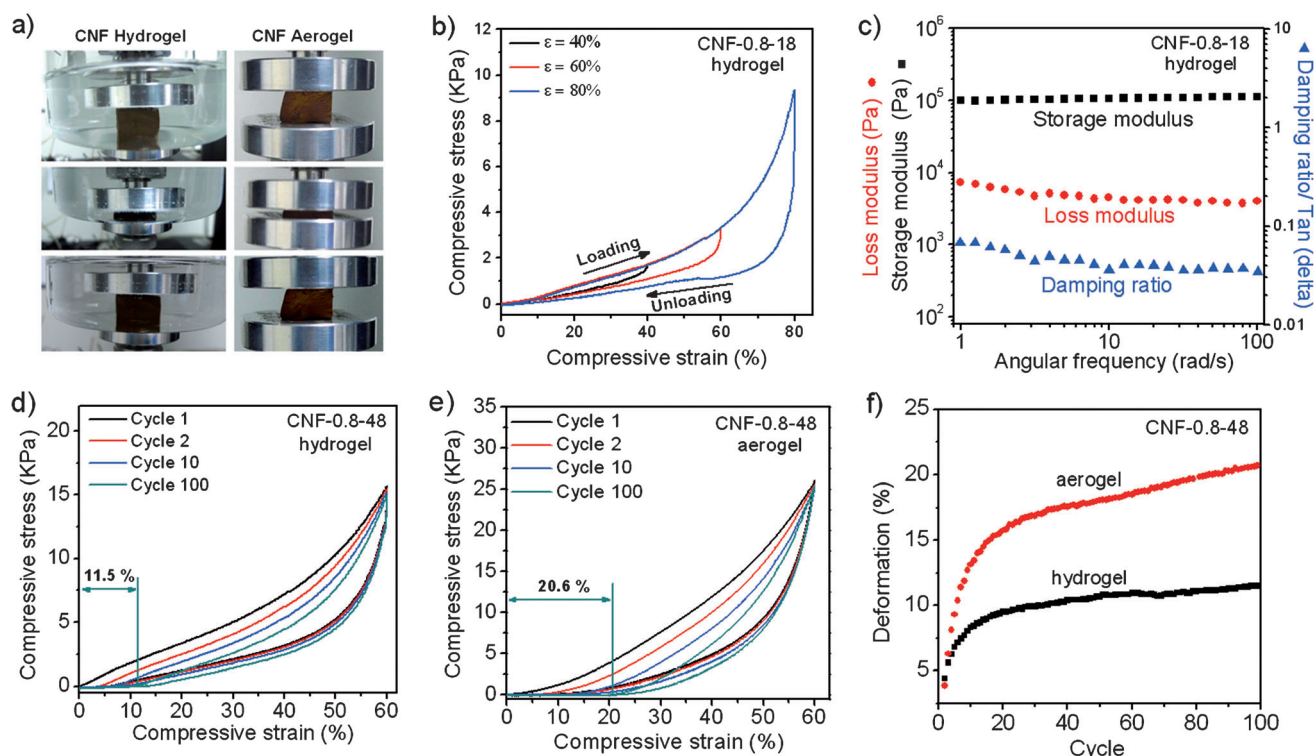 a)
CNF Hydrogel
CNF Aerogel
b)
CNF-0.8-18
hydrogel
ε = 40%
ε = 60%
ε = 80%
Loading
Unloading
Compressive stress (KPa)
12
10
8
6
4
2
0
0 20 40 60 80
Compressive strain (%)
c)
CNF-0.8-18
hydrogel
Loss modulus (Pa)
Storage modulus (Pa)
10⁶
10⁵
10⁴
10³
10²
Storage modulus
Loss modulus
Damping ratio
10
1
0.1
0.01
Damping ratio/ Tan (delta)
1 10 100
Angular frequency (rad/s)
d)
CNF-0.8-48
hydrogel
Cycle 1
Cycle 2
Cycle 10
Cycle 100
11.5 %
Compressive stress (KPa)
20
15
10
5
0
0 10 20 30 40 50 60
Compressive strain (%)
e)
CNF-0.8-48
aerogel
Cycle 1
Cycle 2
Cycle 10
Cycle 100
20.6 %
Compressive stress (KPa)
35
30
25
20
15
10
5
0
0 10 20 30 40 50 60
Compressive strain (%)
f)
CNF-0.8-48
aerogel
hydrogel
Deformation (%)
25
20
15
10
5
0 20 40 60 80 100
Cycle